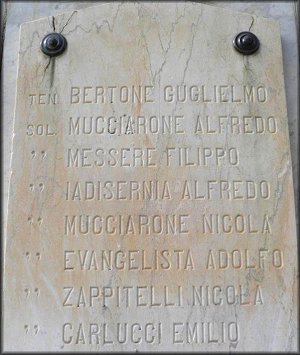 TEN. BERTONE GUGLIELMO
SOL. MUCCIARONE ALFREDO
" MESSERE FILIPPO
" IADISERNIA ALFREDO
" MUCCIARONE NICOLA
" EVANGELISTA ADOLFO
" ZAPPITELLI NICOLA
" CARLUCCI EMILIO